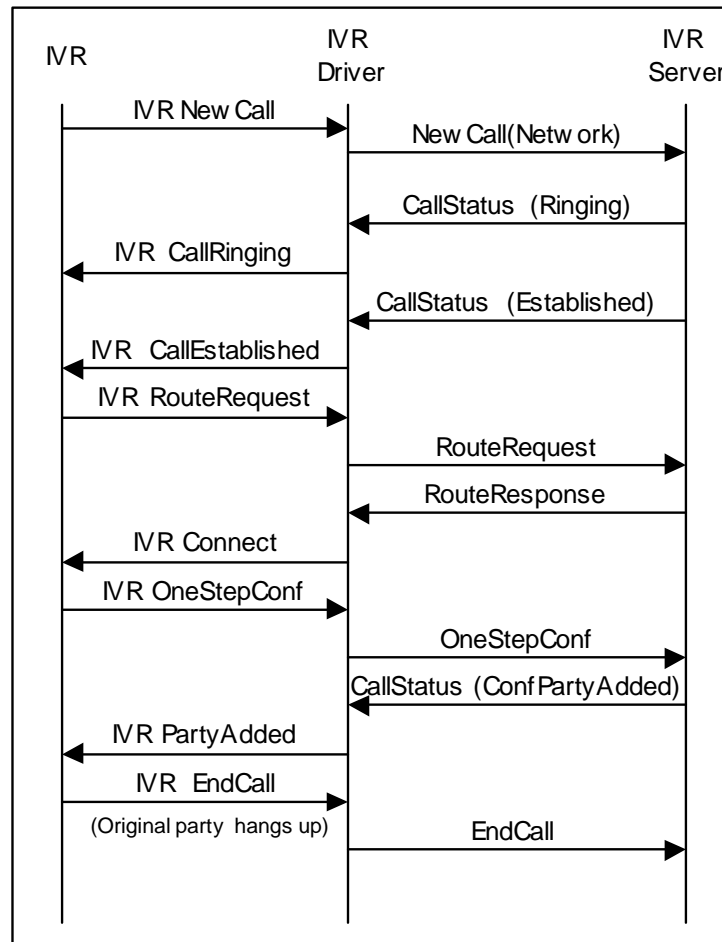 IVR
IVR
Driver
IVR
Server
IVR New Call
New Call(Network)
CallStatus (Ringing)
IVR CallRinging
CallStatus (Established)
IVR CallEstablished
IVR RouteRequest
RouteRequest
RouteResponse
IVR Connect
IVR OneStepConf
OneStepConf
CallStatus (ConfPartyAdded)
IVR PartyAdded
IVR EndCall
(Original party hangs up)
EndCall